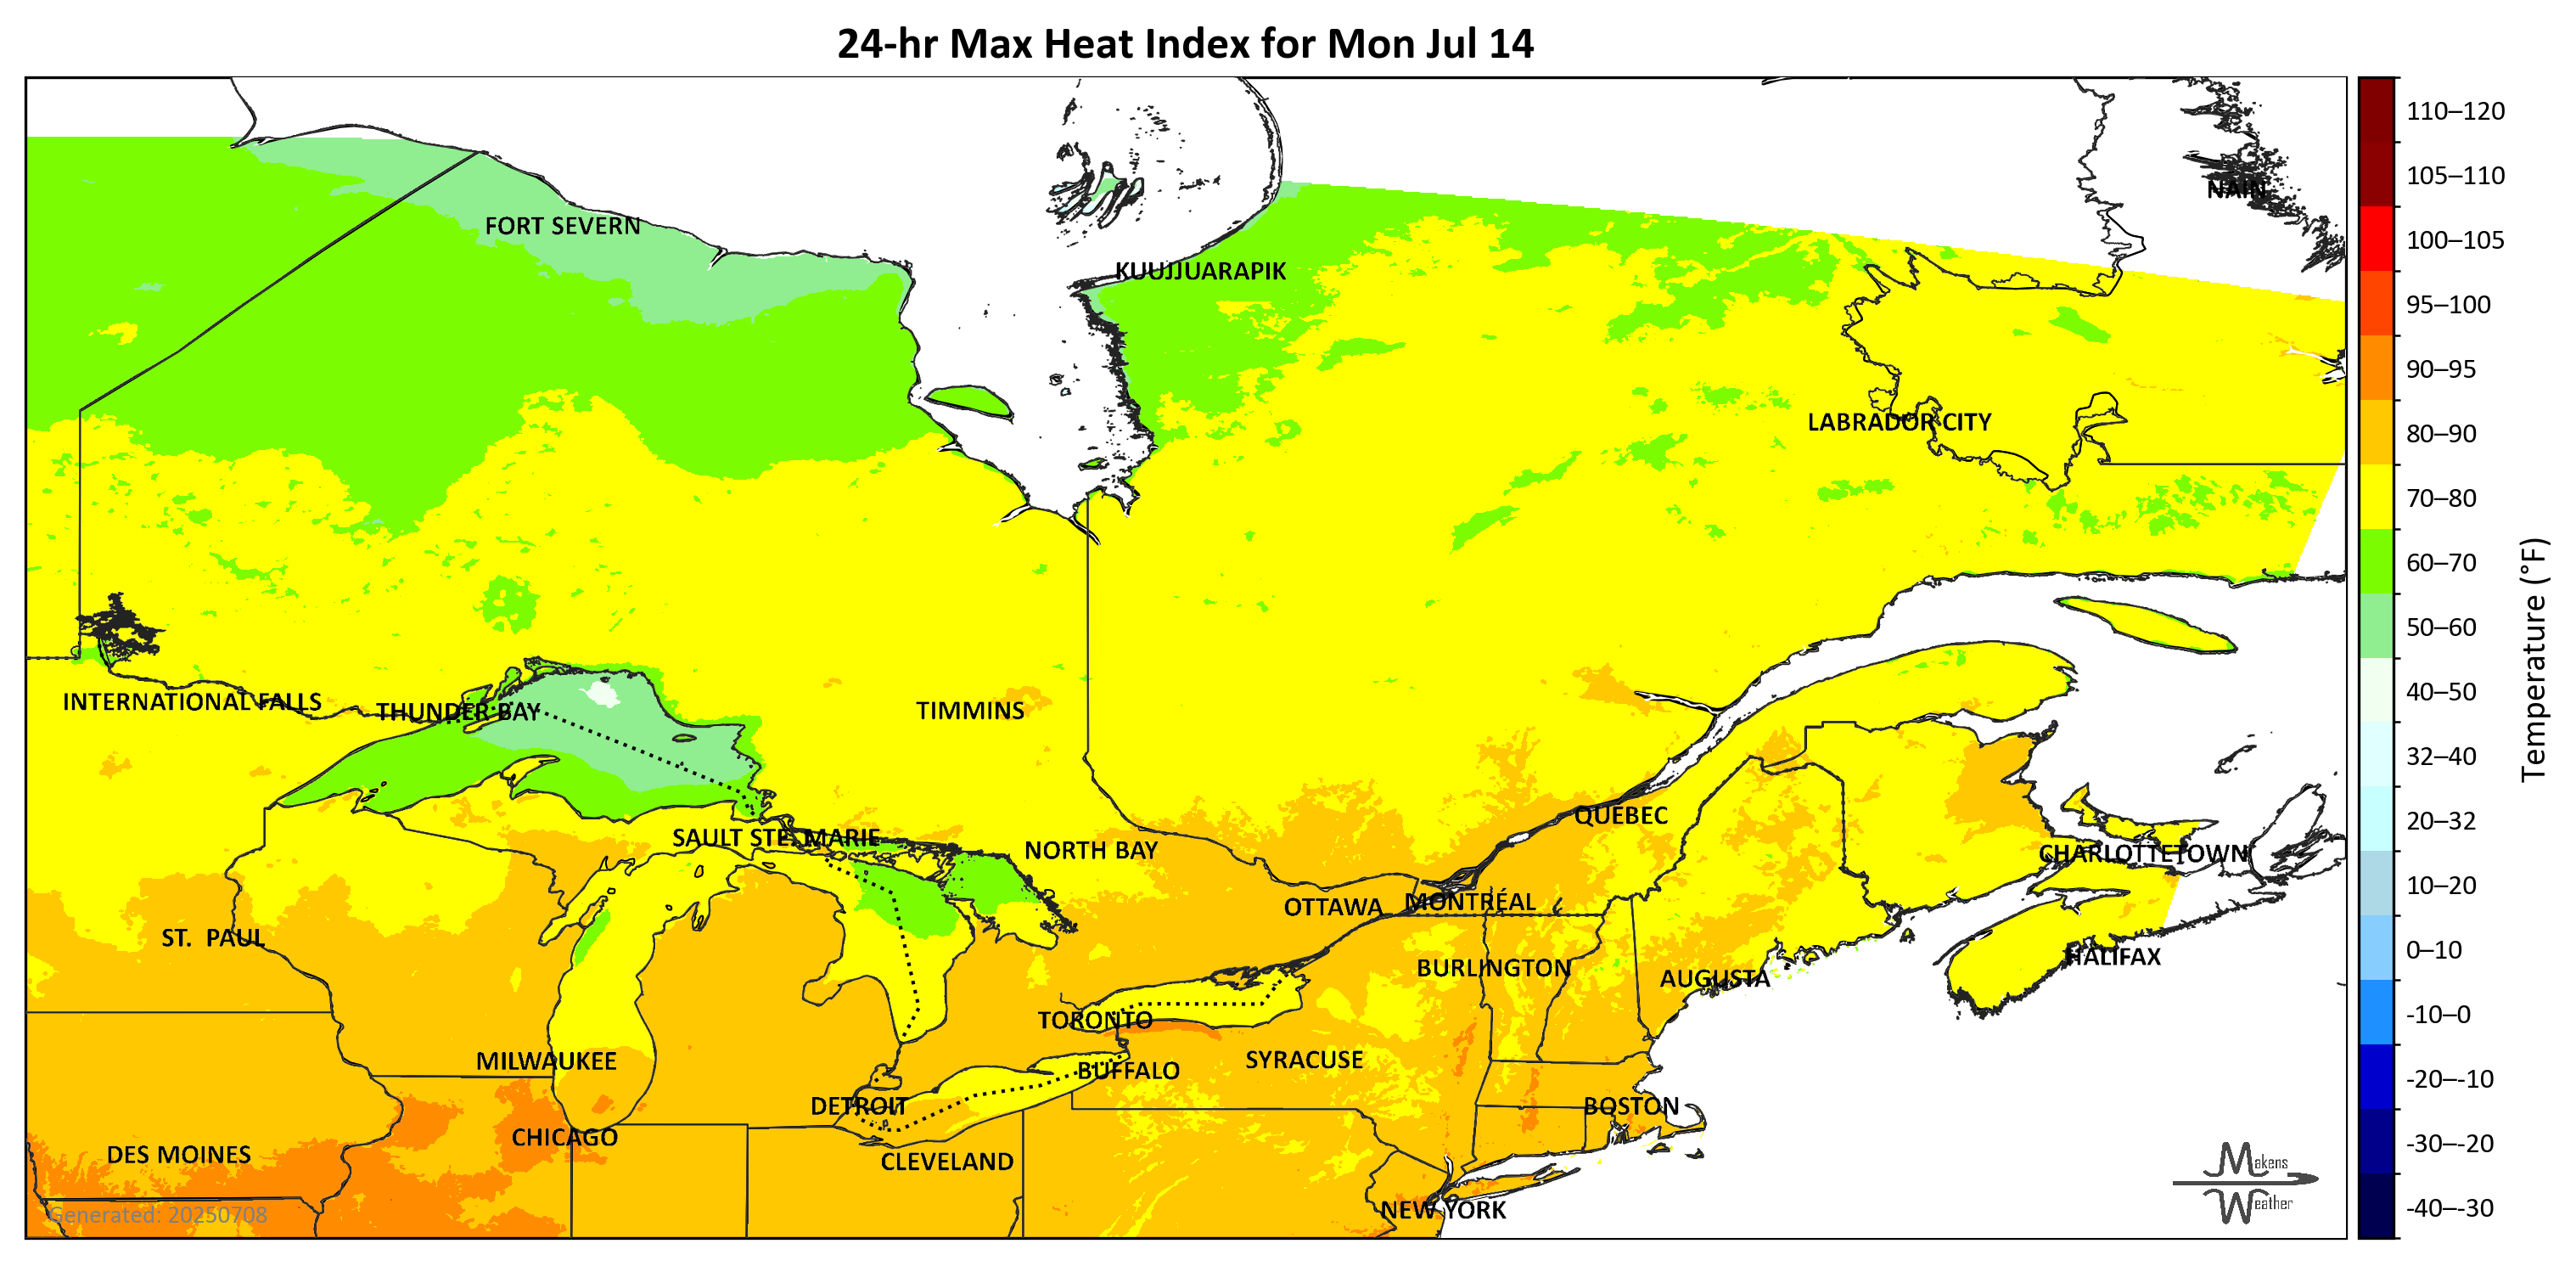 24-hr Max Heat Index for Mon Jul 14
110–120
105–110
NAIN
FORT SEVERN
100–105
KUUJJUARAPIK
95–100
90–95
LABRADOR CITY
80–90
70–80
60–70
50–60
Temperature (°F)
INTERNATIONAL FALLS
THUNDER BAY
TIMMINS
40–50
32–40
QUEBEC
20–32
SAULT STE. MARIE
NORTH BAY
CHARLOTTETOWN
10–20
OTTAWA
MONTRÉAL
ST.  PAUL
BURLINGTON
AUGUSTA
HALIFAX
0–10
TORONTO
-10–0
MILWAUKEE
BUFFALO
SYRACUSE
-20–-10
DETROIT
BOSTON
CHICAGO
-30–-20
DES MOINES
CLEVELAND
Makens
Weather
NEW YORK
-40–-30
Generated: 20250708